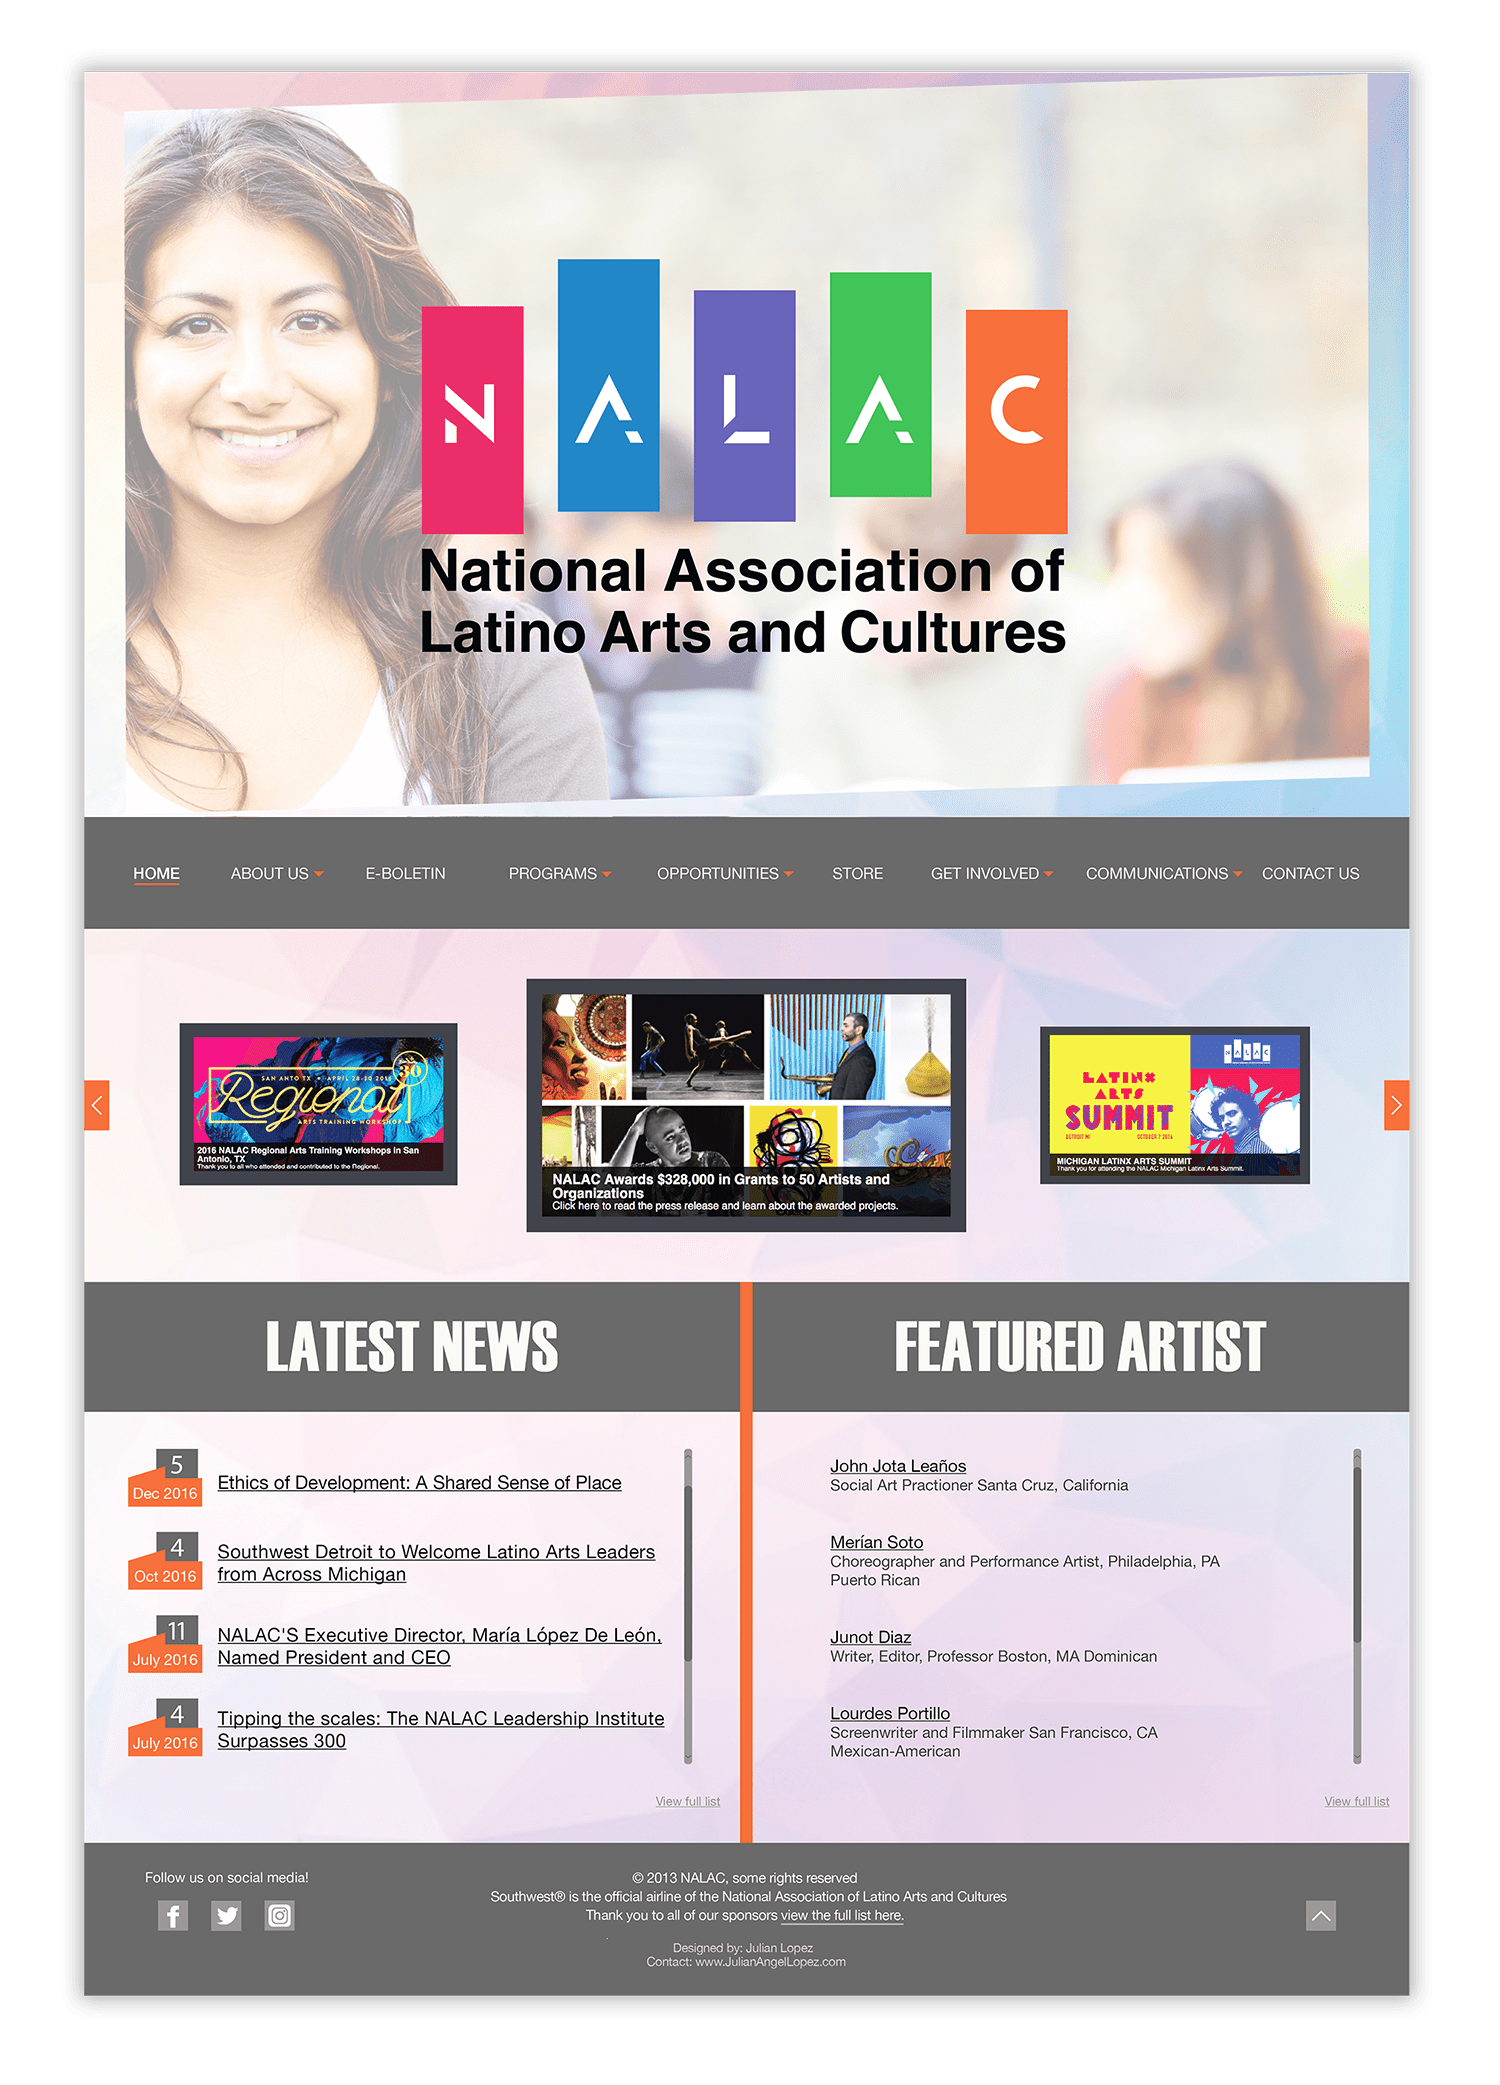 N A L A C
National Association of
Latino Arts and Cultures
HOME ABOUT US E-BOLETIN PROGRAMS OPPORTUNITIES STORE GET INVOLVED COMMUNICATIONS CONTACT US
SAN ANTO TX APRIL 28-30 2016
30
Regional
ARTS TRAINING WORKSHOP
2016 NALAC Regional Arts Training Workshops in San
Antonio, TX
Thank you to all who attended and contributed to the Regional.
NALAC Awards $328,000 in Grants to 50 Artists and
Organizations
Click here to read the press release and learn about the awarded projects.
LATINX
ARTS
SUMMIT
DETROIT MI OCTOBER 7 2016
NALAC
MICHIGAN LATINX ARTS SUMMIT
Thank you for attending the NALAC Michigan Latinx Arts Summit.
LATEST NEWS
5
Dec 2016
Ethics of Development: A Shared Sense of Place
4
Oct 2016
Southwest Detroit to Welcome Latino Arts Leaders
from Across Michigan
11
July 2016
NALAC'S Executive Director, María López De León,
Named President and CEO
4
July 2016
Tipping the scales: The NALAC Leadership Institute
Surpasses 300
View full list
FEATURED ARTIST
John Jota Leaños
Social Art Practioner Santa Cruz, California
Merían Soto
Choreographer and Performance Artist, Philadelphia, PA
Puerto Rican
Junot Diaz
Writer, Editor, Professor Boston, MA Dominican
Lourdes Portillo
Screenwriter and Filmmaker San Francisco, CA
Mexican-American
View full list
Follow us on social media!
© 2013 NALAC, some rights reserved
Southwest® is the official airline of the National Association of Latino Arts and Cultures
Thank you to all of our sponsors view the full list here.
Designed by: Julian Lopez
Contact: www.JulianAngelLopez.com